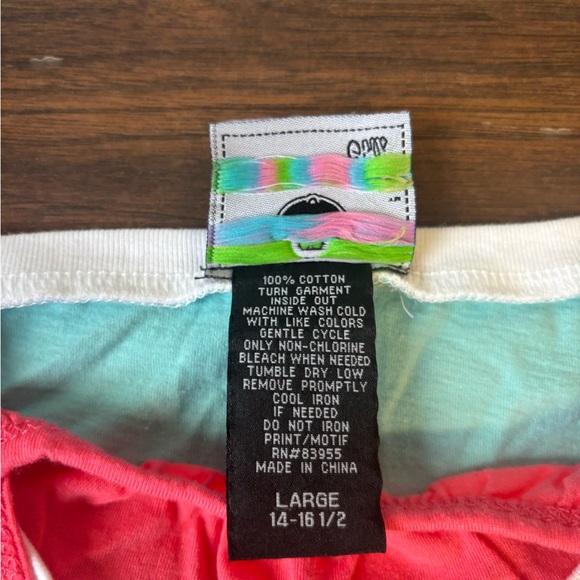 Girls
100% COTTON
TURN GARMENT
INSIDE OUT
MACHINE WASH COLD
WITH LIKE COLORS
GENTLE CYCLE
ONLY NON-CHLORINE
BLEACH WHEN NEEDED
TUMBLE DRY LOW
REMOVE PROMPTLY
COOL IRON
IF NEEDED
DO NOT IRON
PRINT/MOTIF
RN#83955
MADE IN CHINA
LARGE
14-16 1/2